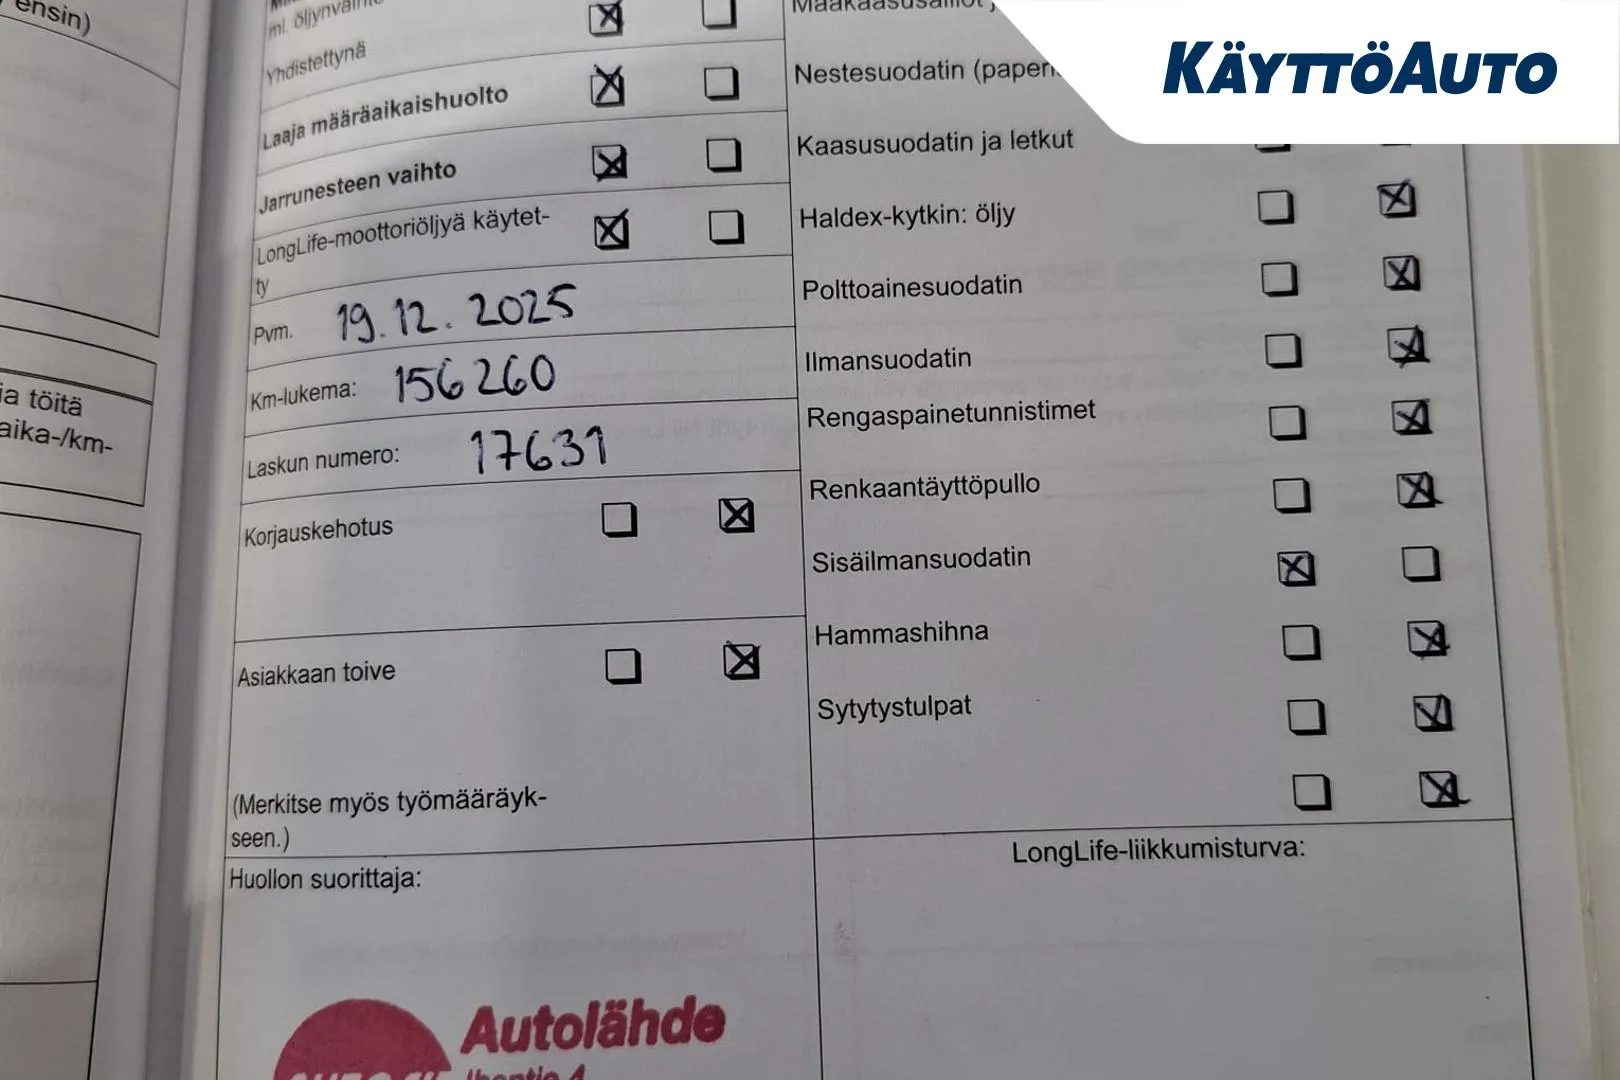 ensin)
ia töitä
aika-/km-
ml. öljynvaihto
Yhdistettynä
Laaja määräaikaishuolto
Jarrunesteen vaihto
LongLife-moottoriöljyä käytet-
ty
Pvm. 19.12.2025
Km-lukema: 156260
Laskun numero: 17631
Korjauskehotus
Asiakkaan toive
(Merkitse myös työmääräyk-
seen.)
Huollon suorittaja:
Autolähde
Nestesuodatin
Kaasusuodatin ja letkut
Haldex-kytkin: öljy
Polttoainesuodatin
Ilmansuodatin
Rengaspainetunnistimet
Renkaantäyttöpullo
Sisäilmansuodatin
Hammashihna
Sytytystulpat
LongLife-liikkumisturva:
KÄYTTÖAUTO